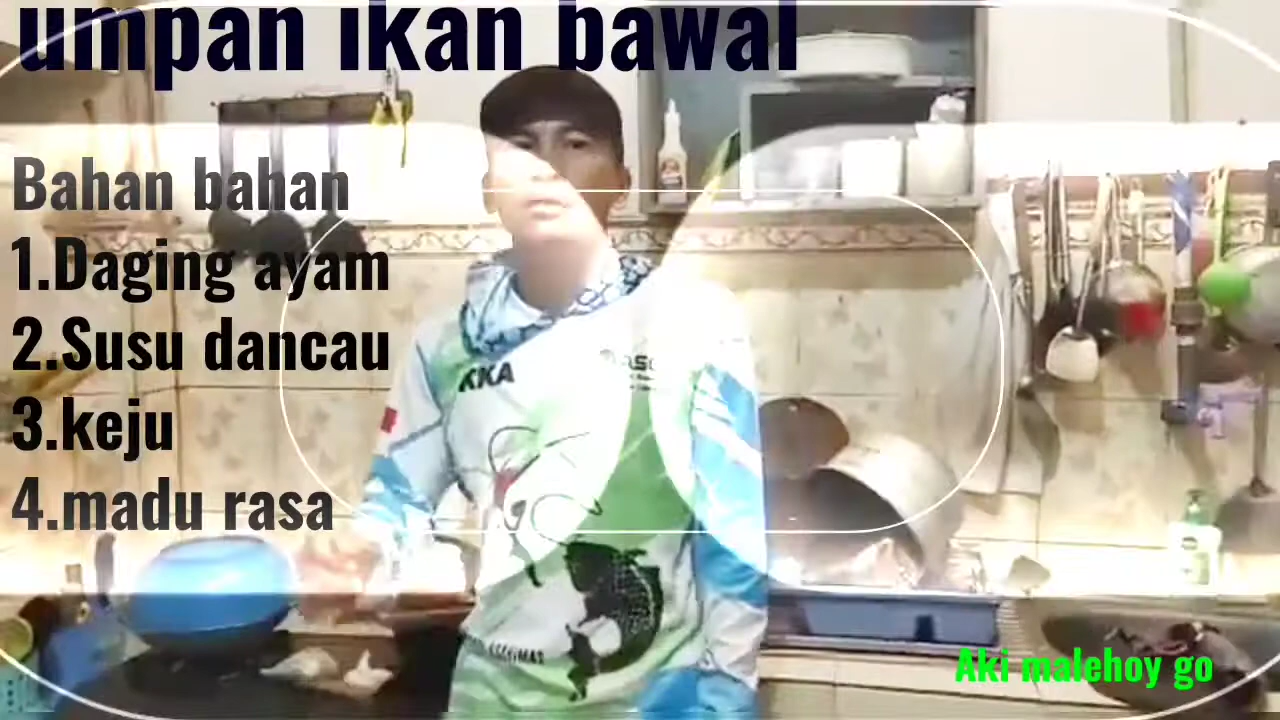 umpan ikan bawal
Bahan bahan
1.Daging ayam
2.Susu dancau
3.keju
4.madu rasa
KKA
Aki malehoy go